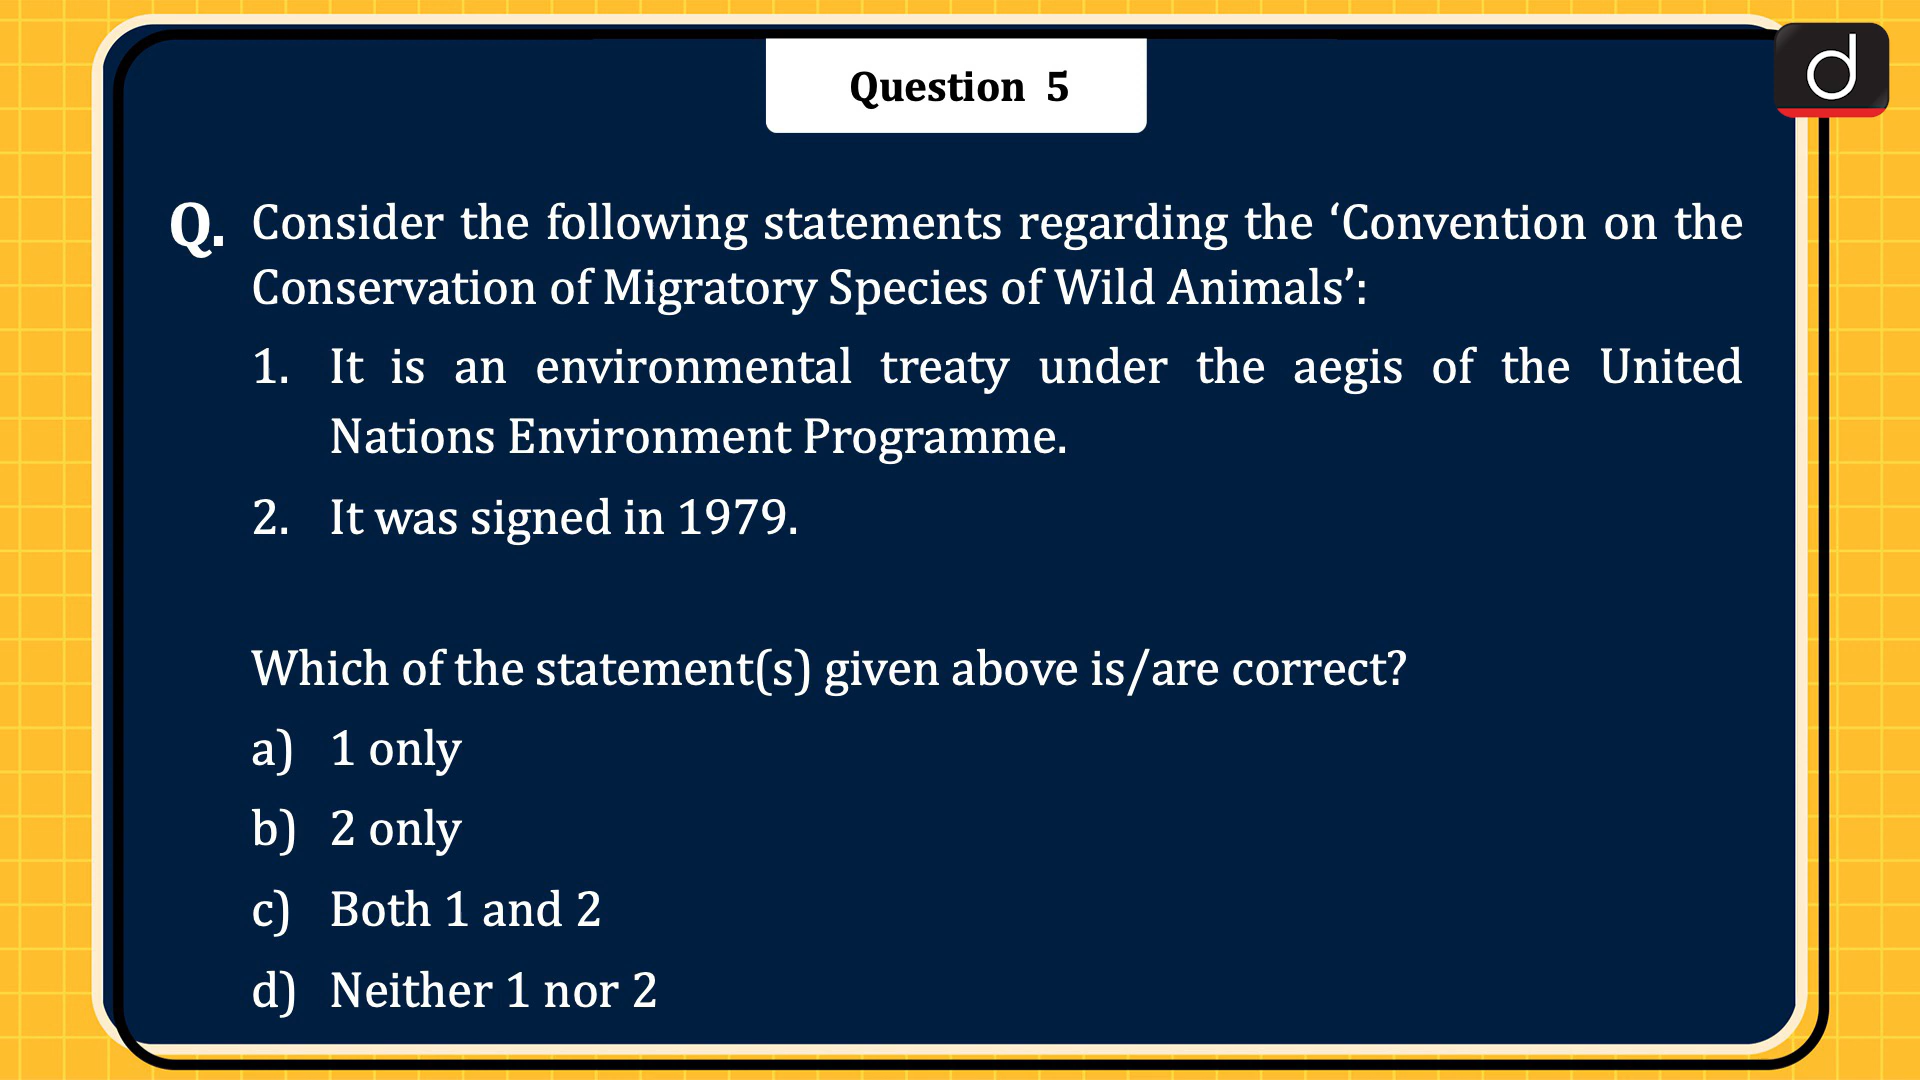 Question 5
d
Q. Consider the following statements regarding the ‘Convention on the
Conservation of Migratory Species of Wild Animals’:
1. It is an environmental treaty under the aegis of the United
Nations Environment Programme.
2. It was signed in 1979.
Which of the statement(s) given above is/are correct?
a) 1 only
b) 2 only
c) Both 1 and 2
d) Neither 1 nor 2